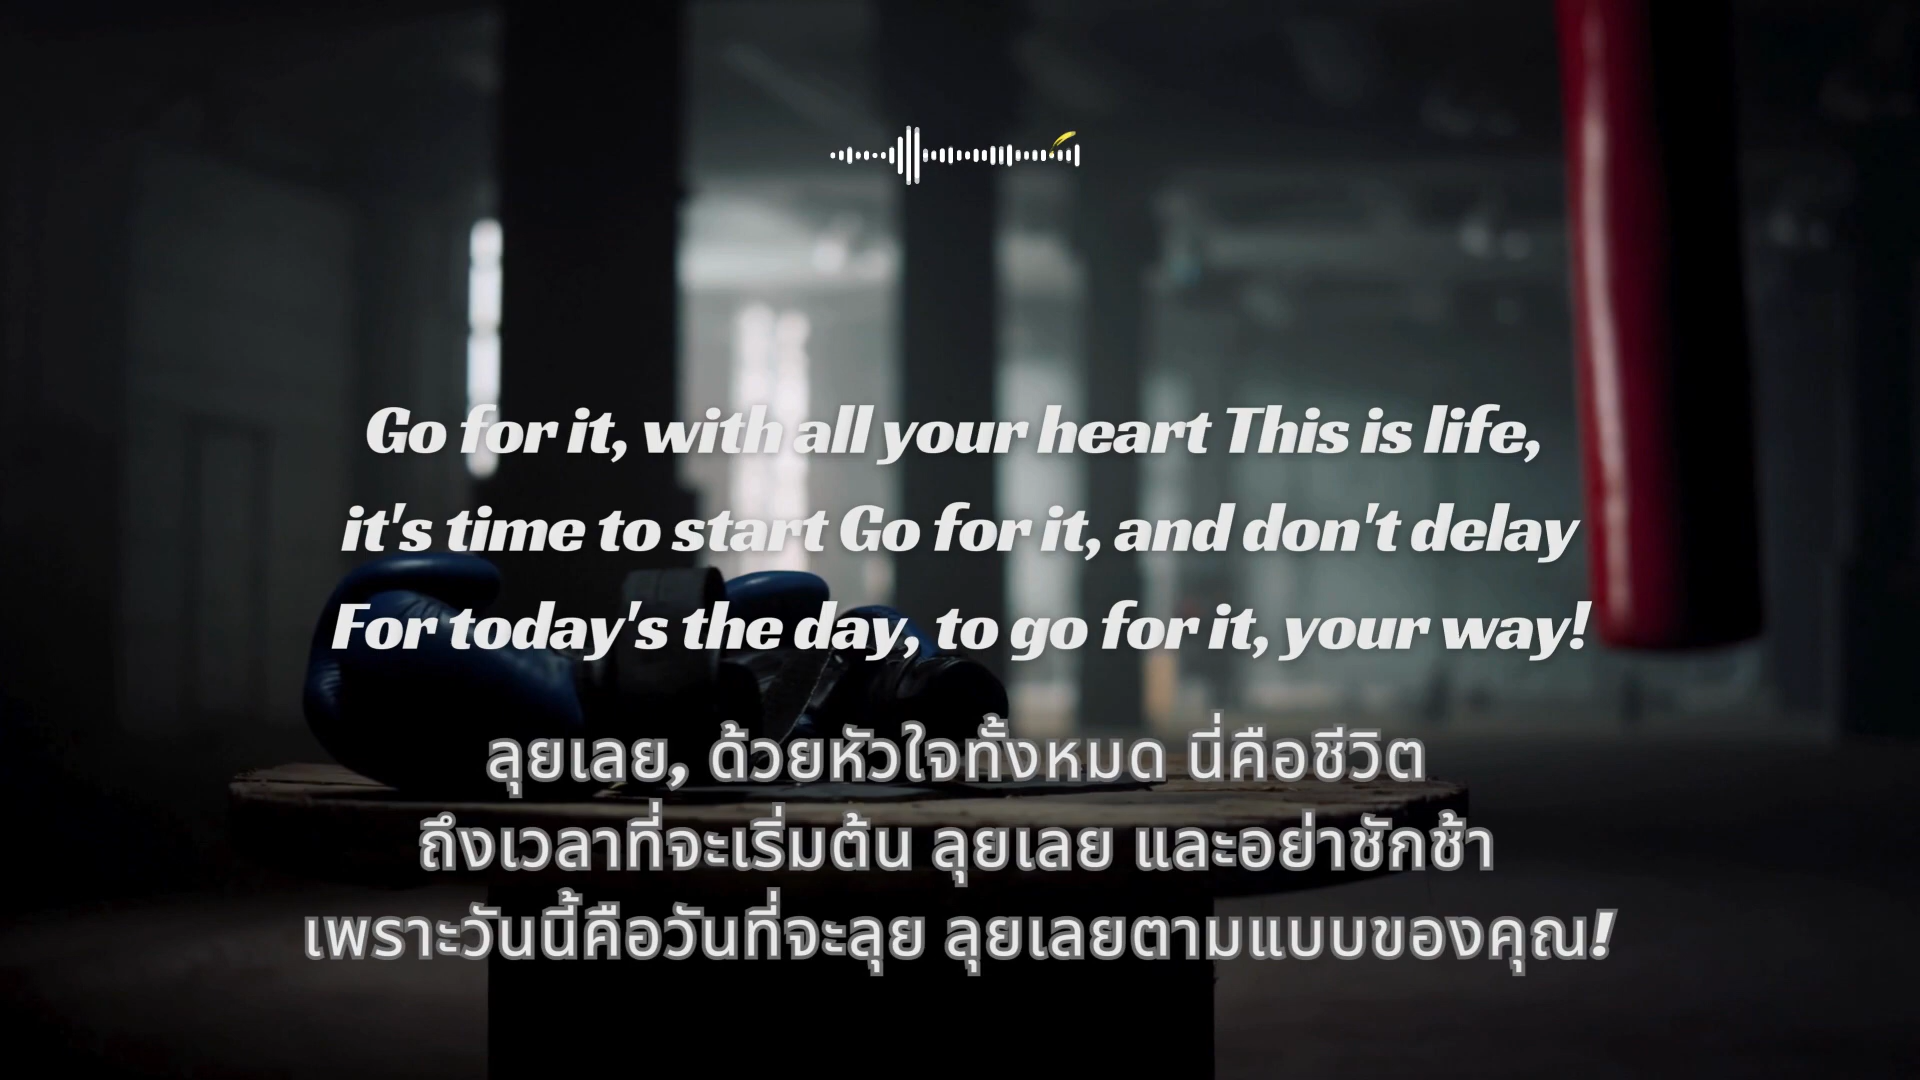 Go for it, with all your heart This is life,
it's time to start Go for it, and don't delay
For today's the day, to go for it, your way!
ลุยเลย, ด้วยหัวใจทั้งหมด นี่คือชีวิต
ถึงเวลาที่จะเริ่มต้น ลุยเลย และอย่าชักช้า
เพราะวันนี้คือวันที่จะลุย ลุยเลยตามแบบของคุณ!